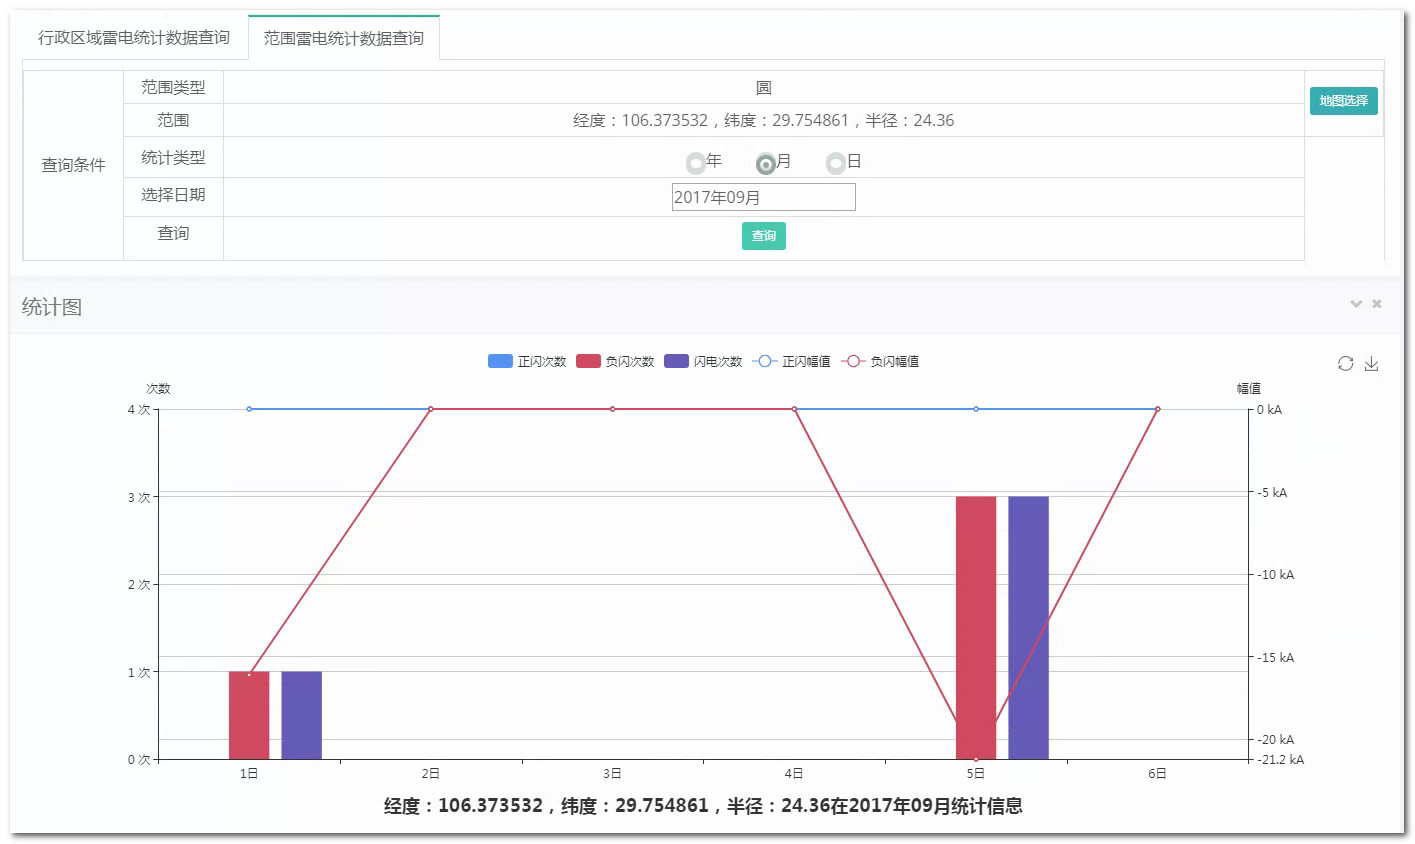 行政区域雷电统计数据查询 范围雷电统计数据查询
查询条件
范围类型 圆
地图选择
范围 经度：106.373532，纬度：29.754861，半径：24.36
统计类型 年 月 日
选择日期 2017年09月
查询 查询
统计图
正闪次数 负闪次数 闪电次数 正闪幅值 负闪幅值
次数 幅值
4 次 0 kA
3 次 -5 kA
2 次 -10 kA
1 次 -15 kA
-20 kA
0 次 -21.2 kA
1日 2日 3日 4日 5日 6日
经度：106.373532，纬度：29.754861，半径：24.36在2017年09月统计信息